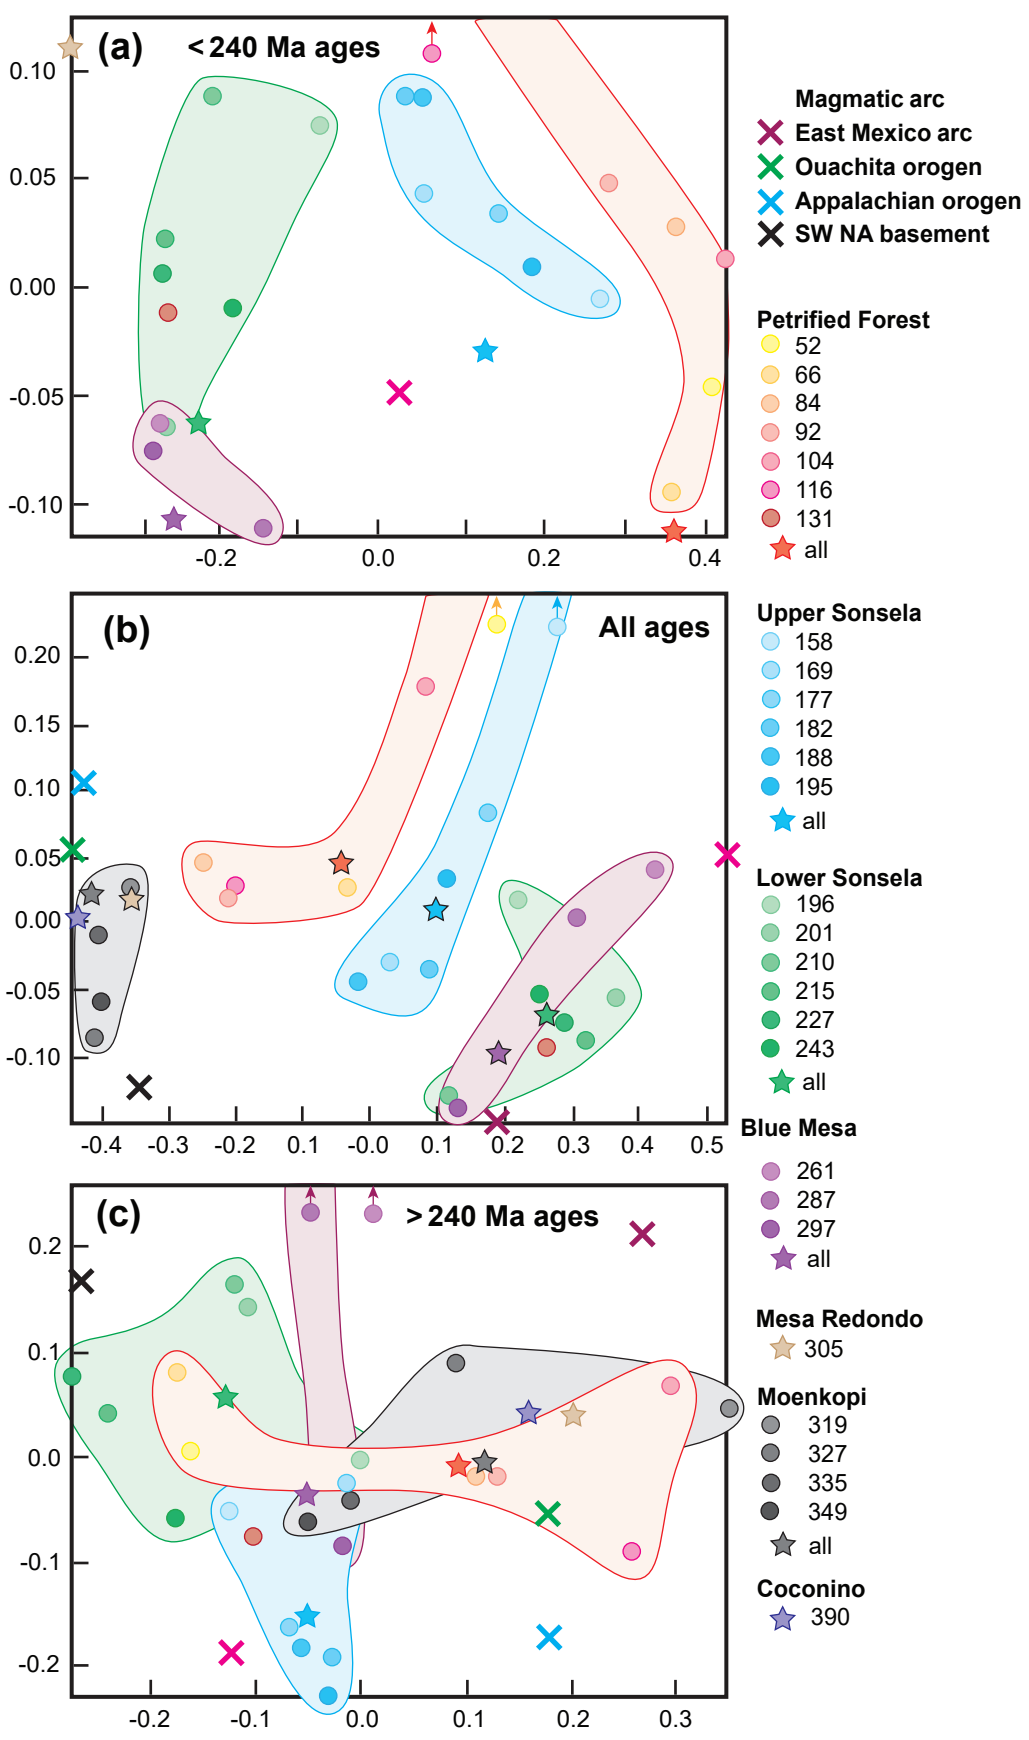 (a)
< 240 Ma ages
0.10
0.05
0.00
-0.05
-0.10
-0.2
0.0
0.2
0.4
(b)
All ages
0.20
0.15
0.10
0.05
0.00
-0.05
-0.10
-0.4
-0.3
-0.2
0.1
-0.0
0.1
0.2
0.3
0.4
0.5
(c)
> 240 Ma ages
0.2
0.1
0.0
-0.1
-0.2
-0.2
-0.1
0.0
0.1
0.2
0.3
Magmatic arc
East Mexico arc
Ouachita orogen
Appalachian orogen
SW NA basement
Petrified Forest
52
66
84
92
104
116
131
all
Upper Sonsela
158
169
177
182
188
195
all
Lower Sonsela
196
201
210
215
227
243
all
Blue Mesa
261
287
297
all
Mesa Redondo
305
Moenkopi
319
327
335
349
all
Coconino
390